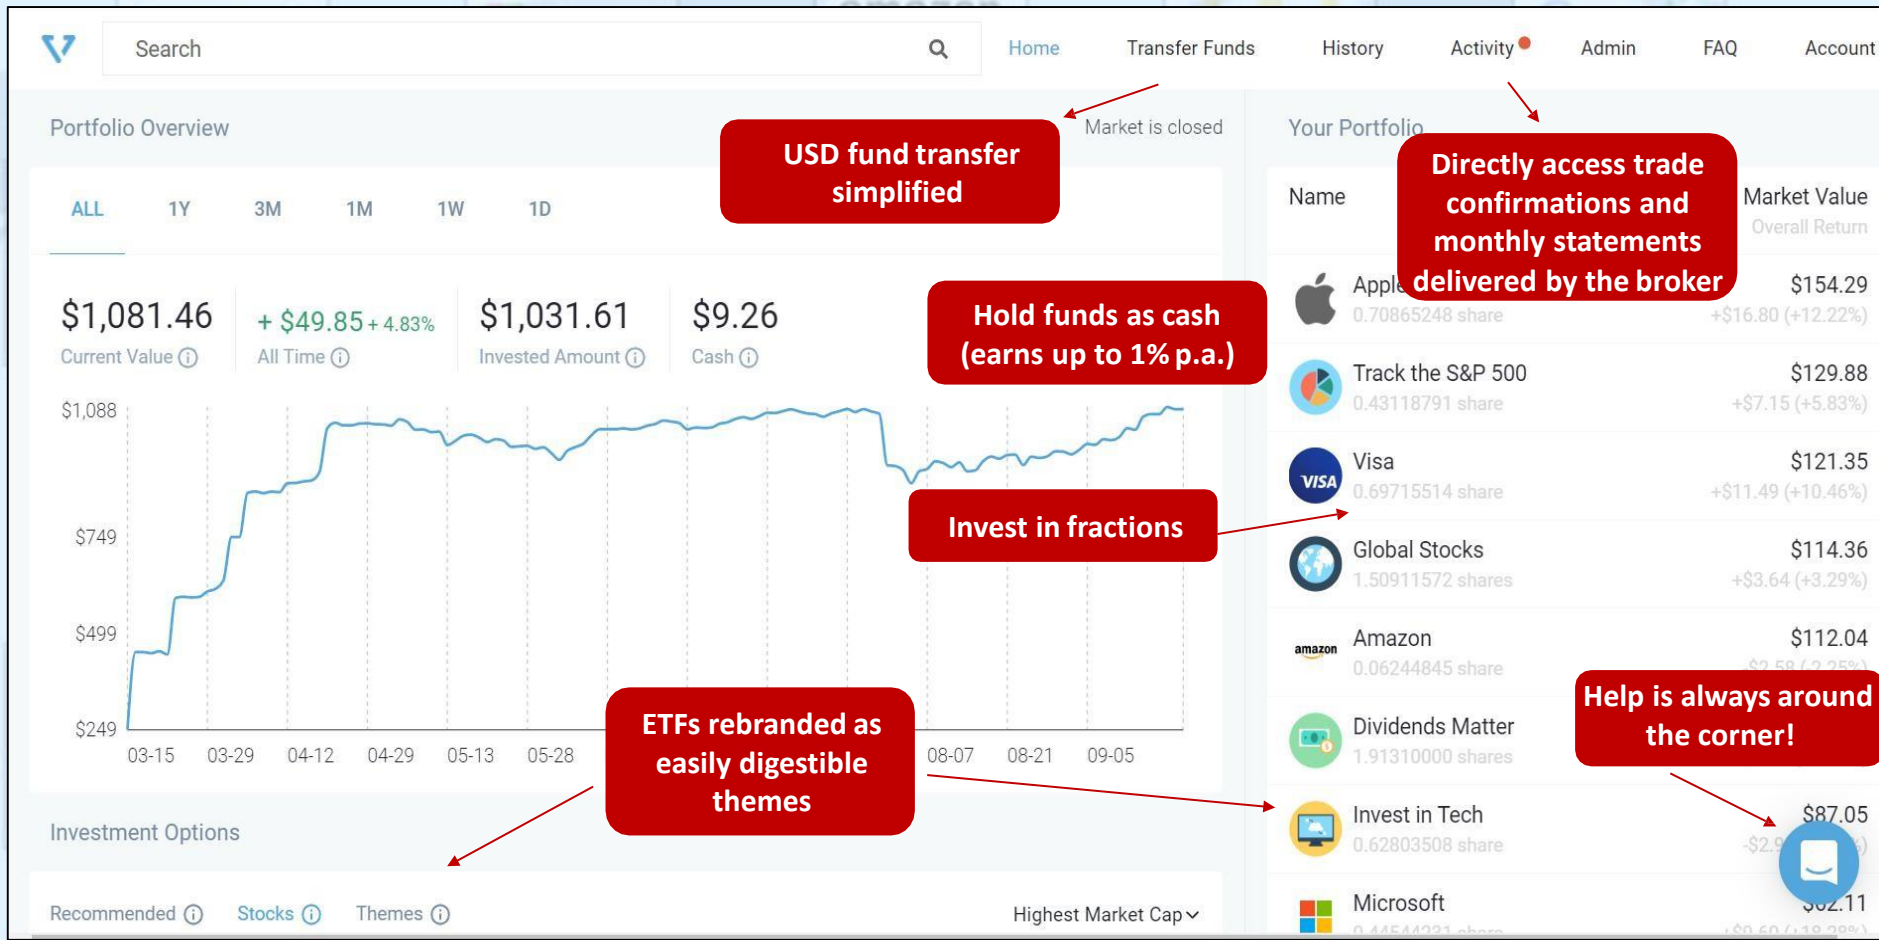 amazon
Search
Home
Transfer Funds
History
Activity
Admin
FAQ
Account
Portfolio Overview
Market is closed
USD fund transfer
simplified
ALL 1Y 3M 1M 1W 1D
$1,081.46
Current Value
+ $49.85 + 4.83%
All Time
$1,031.61
Invested Amount
$9.26
Cash
Hold funds as cash
(earns up to 1% p.a.)
$1,088
$749
$499
$249
03-15 03-29 04-12 04-29 05-13 05-28 08-07 08-21 09-05
Invest in fractions
ETFs rebranded as
easily digestible
themes
Investment Options
Recommended
Stocks
Themes
Highest Market Cap
Your Portfolio
Directly access trade
confirmations and
monthly statements
delivered by the broker
Name
Market Value
Overall Return
Apple
$154.29
0.70865248 share
+$16.80 (+12.22%)
Track the S&P 500
$129.88
0.43118791 share
+$7.15 (+5.83%)
VISA
Visa
$121.35
0.69715514 share
+$11.49 (+10.46%)
Global Stocks
$114.36
1.50911572 shares
+$3.64 (+3.29%)
amazon
Amazon
$112.04
0.06244845 share
-$2.58 (-2.25%)
Help is always around
the corner!
Dividends Matter
1.91310000 shares
Invest in Tech
$87.05
0.62803508 share
Microsoft